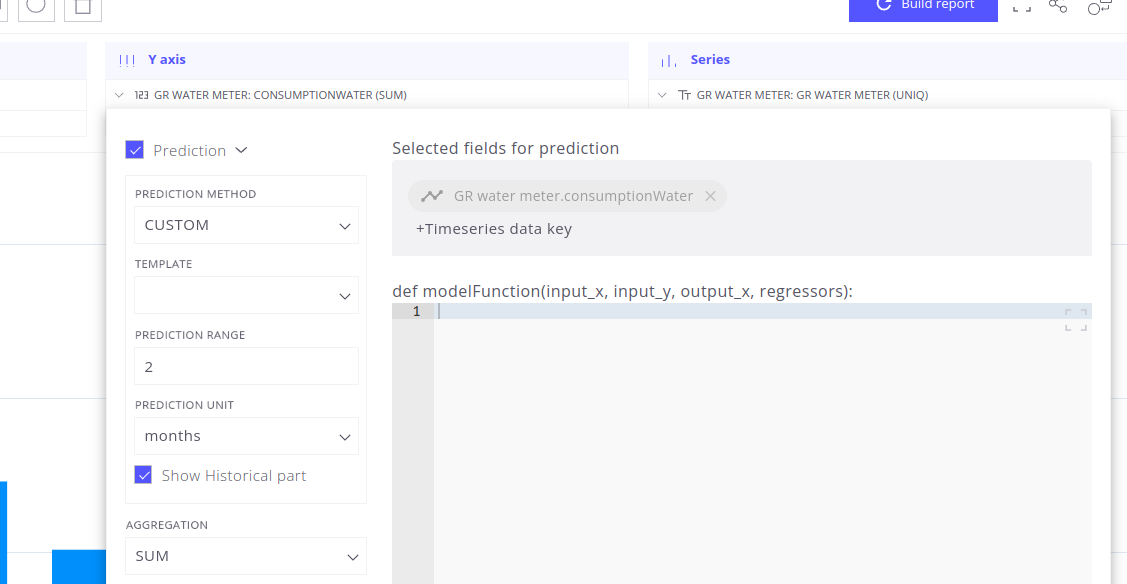 Build report
Y axis
Series
123 GR WATER METER: CONSUMPTIONWATER (SUM)
Tт GR WATER METER: GR WATER METER (UNIQ)
Prediction
PREDICTION METHOD
CUSTOM
TEMPLATE
PREDICTION RANGE
2
PREDICTION UNIT
months
Show Historical part
AGGREGATION
SUM
Selected fields for prediction
GR water meter.consumptionWater
+Timeseries data key
def modelFunction(input_x, input_y, output_x, regressors):
1